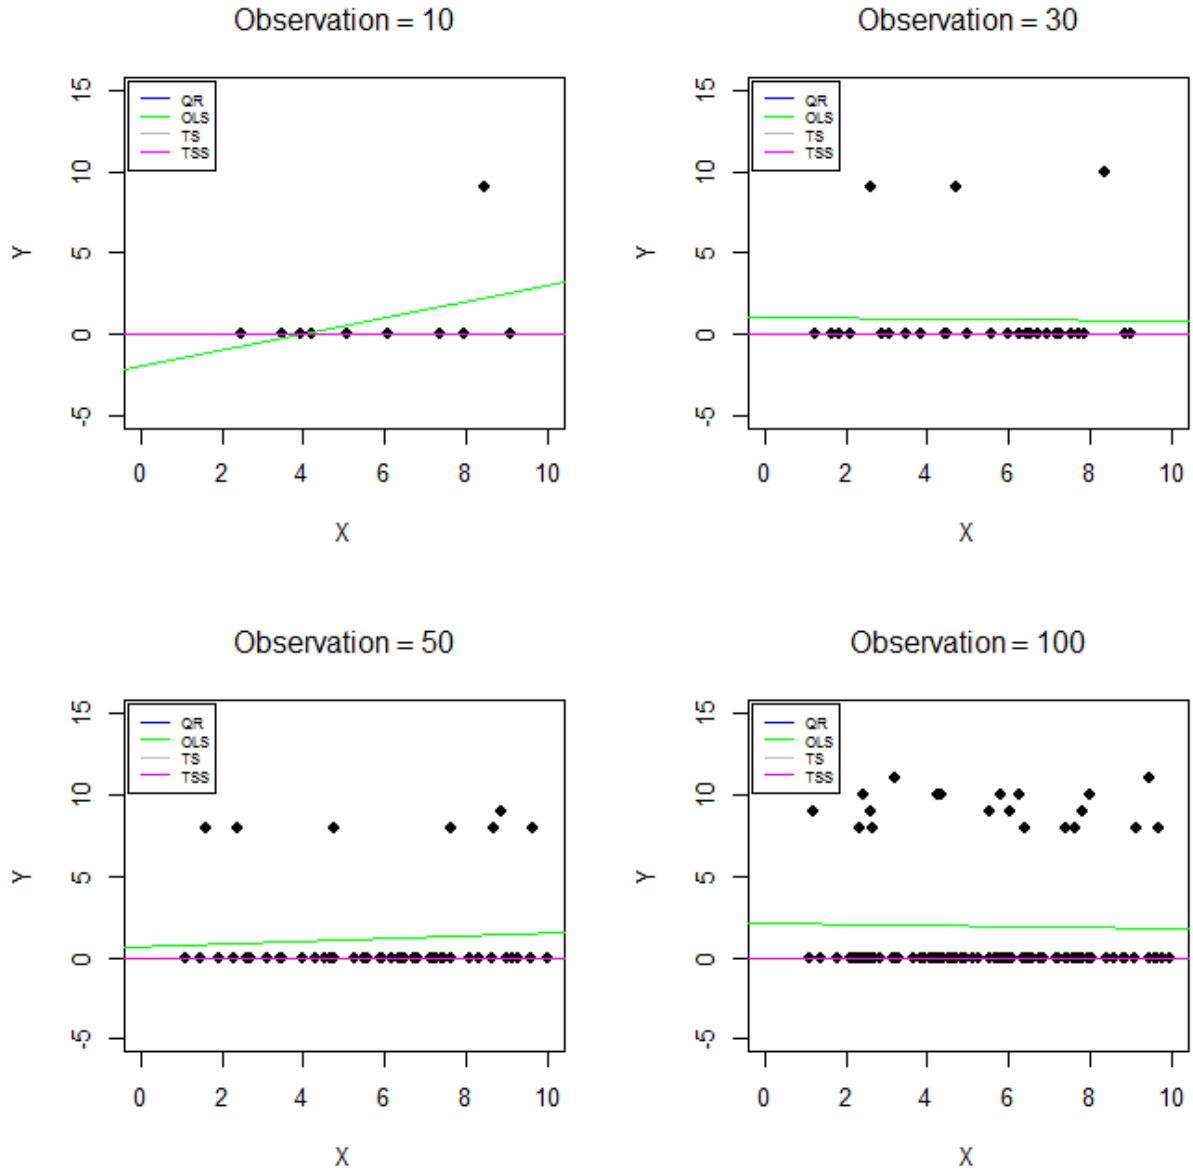 Observation = 10
15
10
5
0
-5
Y
QR
OLS
TS
TSS
0 2 4 6 8 10
X
Observation = 30
15
10
5
0
-5
Y
QR
OLS
TS
TSS
0 2 4 6 8 10
X
Observation = 50
15
10
5
0
-5
Y
QR
OLS
TS
TSS
0 2 4 6 8 10
X
Observation = 100
15
10
5
0
-5
Y
QR
OLS
TS
TSS
0 2 4 6 8 10
X